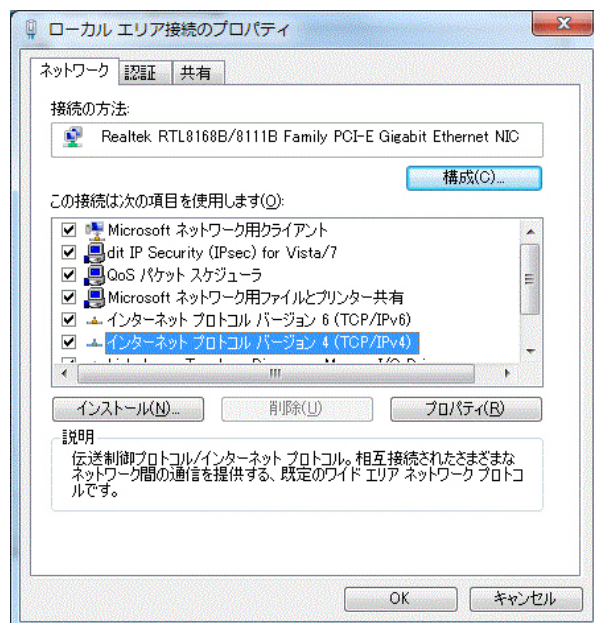 ローカル エリア接続のプロパティ
ネットワーク 認証 共有
接続の方法:
Realtek RTL8168B/8111B Family PCI-E Gigabit Ethernet NIC
構成(C)...
この接続は次の項目を使用します(O):
Microsoft ネットワーク用クライアント
dit IP Security (IPsec) for Vista/7
QoS パケット スケジューラ
Microsoft ネットワーク用ファイルとプリンター共有
インターネット プロトコル バージョン 6 (TCP/IPv6)
インターネット プロトコル バージョン 4 (TCP/IPv4)
インストール(N)... 削除(U) プロパティ(R)
説明
伝送制御プロトコル/インターネット プロトコル。相互接続されたさまざまな
ネットワーク間の通信を提供する、既定のワイド エリア ネットワーク プロトコ
ルです。
OK キャンセル